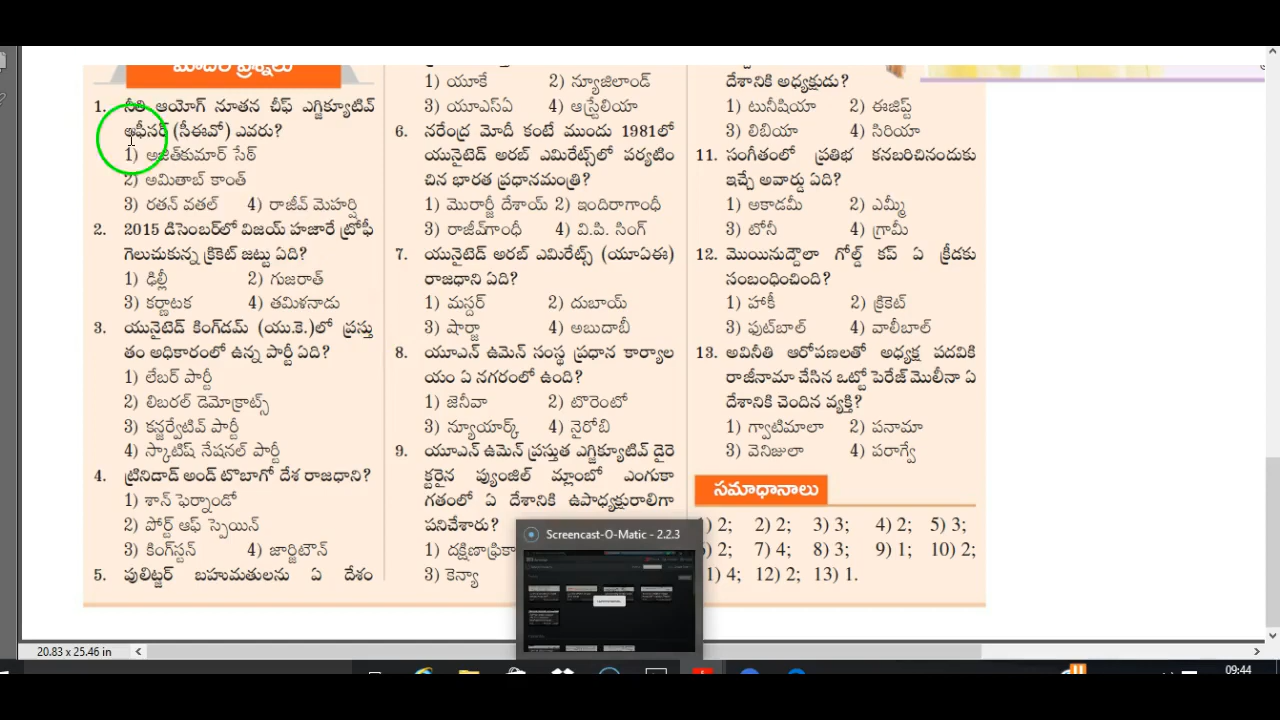 మాదిరి ప్రశ్నలు
1. నీతి ఆయోగ్ నూతన చీఫ్ ఎగ్జిక్యూటివ్
ఆఫీసర్ (సీఈవో) ఎవరు?
1) అజిత్‌కుమార్ సేథ్
2) అమితాబ్ కాంత్
3) రతన్ వతల్ 4) రాజీవ్ మెహర్షి
2. 2015 డిసెంబర్‌లో విజయ్ హజారే ట్రోఫీ
గెలుచుకున్న క్రికెట్ జట్టు ఏది?
1) ఢిల్లీ 2) గుజరాత్
3) కర్ణాటక 4) తమిళనాడు
3. యునైటెడ్ కింగ్‌డమ్ (యు.కె.)లో ప్రస్తు
తం అధికారంలో ఉన్న పార్టీ ఏది?
1) లేబర్ పార్టీ
2) లిబరల్ డెమోక్రాట్స్
3) కన్జర్వేటివ్ పార్టీ
4) స్కాటిష్ నేషనల్ పార్టీ
4. ట్రినిడాడ్ అండ్ టొబాగో దేశ రాజధాని?
1) శాన్ ఫెర్నాండో
2) పోర్ట్ ఆఫ్ స్పెయిన్
3) కింగ్‌స్టన్ 4) జార్జిటౌన్
5. పులిట్జర్ బహుమతులను ఏ దేశం
1) యూకే 2) న్యూజిలాండ్
3) యూఎస్ఏ 4) ఆస్ట్రేలియా
6. నరేంద్ర మోదీ కంటే ముందు 1981లో
యునైటెడ్ అరబ్ ఎమిరేట్స్‌లో పర్యటిం
చిన భారత ప్రధానమంత్రి?
1) మొరార్జీ దేశాయ్ 2) ఇందిరాగాంధీ
3) రాజీవ్‌గాంధీ 4) వి.పి. సింగ్
7. యునైటెడ్ అరబ్ ఎమిరేట్స్ (యూఏఈ)
రాజధాని ఏది?
1) మస్దర్ 2) దుబాయ్
3) షార్జా 4) అబుదాబీ
8. యూఎన్ ఉమెన్ సంస్థ ప్రధాన కార్యాల
యం ఏ నగరంలో ఉంది?
1) జెనీవా 2) టొరెంటో
3) న్యూయార్క్ 4) నైరోబి
9. యూఎన్ ఉమెన్ ప్రస్తుత ఎగ్జిక్యూటివ్ డైరె
క్టరైన ఫ్యుంజిల్ మ్లాంబో ఎంగుకా
గతంలో ఏ దేశానికి ఉపాధ్యక్షురాలిగా
పనిచేశారు?
1) దక్షిణాఫ్రికా
3) కెన్యా
దేశానికి అధ్యక్షుడు?
1) టునీషియా 2) ఈజిప్ట్
3) లిబియా 4) సిరియా
11. సంగీతంలో ప్రతిభ కనబరిచినందుకు
ఇచ్చే అవార్డు ఏది?
1) అకాడమీ 2) ఎమ్మీ
3) టోనీ 4) గ్రామీ
12. మొయినుద్దౌలా గోల్డ్ కప్ ఏ క్రీడకు
సంబంధించింది?
1) హాకీ 2) క్రికెట్
3) ఫుట్‌బాల్ 4) వాలీబాల్
13. అవినీతి ఆరోపణలతో అధ్యక్ష పదవికి
రాజీనామా చేసిన ఒట్టో పెరేజ్ మొలీనా ఏ
దేశానికి చెందిన వ్యక్తి?
1) గ్వాటిమాలా 2) పనామా
3) వెనిజులా 4) పరాగ్వే
సమాధానాలు
1) 2; 2) 2; 3) 3; 4) 2; 5) 3;
6) 2; 7) 4; 8) 3; 9) 1; 10) 2;
11) 4; 12) 2; 13) 1.
Screencast-O-Matic - 2.2.3
20.83 x 25.46 in
09:44